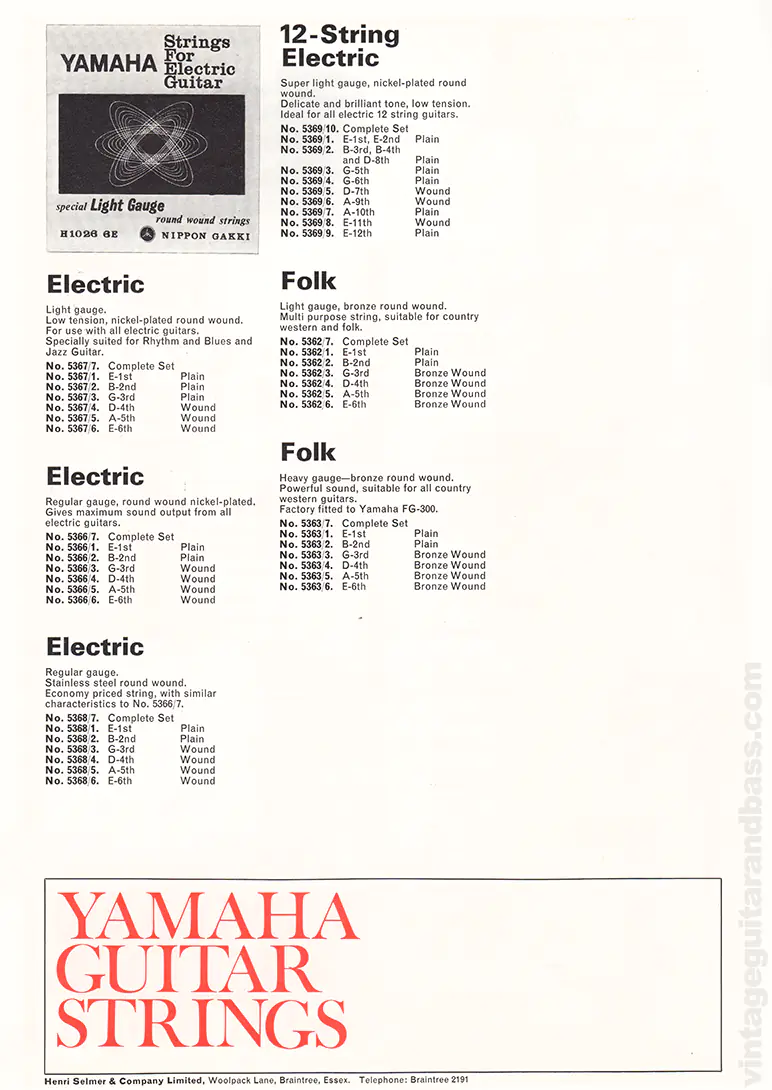 YAMAHA
Strings
For
Electric
Guitar
special Light Gauge
round wound strings
H1026 6E NIPPON GAKKI
Electric
Light gauge.
Low tension, nickel-plated round wound.
For use with all electric guitars.
Specially suited for Rhythm and Blues and
Jazz Guitar.
No. 5367/7. Complete Set
No. 5367/1. E-1st Plain
No. 5367/2. B-2nd Plain
No. 5367/3. G-3rd Plain
No. 5367/4. D-4th Wound
No. 5367/5. A-5th Wound
No. 5367/6. E-6th Wound
Electric
Regular gauge, round wound nickel-plated.
Gives maximum sound output from all
electric guitars.
No. 5366/7. Complete Set
No. 5366/1. E-1st Plain
No. 5366/2. B-2nd Plain
No. 5366/3. G-3rd Wound
No. 5366/4. D-4th Wound
No. 5366/5. A-5th Wound
No. 5366/6. E-6th Wound
Electric
Regular gauge.
Stainless steel round wound.
Economy priced string, with similar
characteristics to No. 5366/7.
No. 5368/7. Complete Set
No. 5368/1. E-1st Plain
No. 5368/2. B-2nd Plain
No. 5368/3. G-3rd Wound
No. 5368/4. D-4th Wound
No. 5368/5. A-5th Wound
No. 5368/6. E-6th Wound
12-String
Electric
Super light gauge, nickel-plated round
wound.
Delicate and brilliant tone, low tension.
Ideal for all electric 12 string guitars.
No. 5369/10. Complete Set
No. 5369/1. E-1st, E-2nd Plain
No. 5369/2. B-3rd, B-4th
and D-8th Plain
No. 5369/3. G-5th Plain
No. 5369/4. G-6th Plain
No. 5369/5. D-7th Wound
No. 5369/6. A-9th Wound
No. 5369/7. A-10th Plain
No. 5369/8. E-11th Wound
No. 5369/9. E-12th Plain
Folk
Light gauge, bronze round wound.
Multi purpose string, suitable for country
western and folk.
No. 5362/7. Complete Set
No. 5362/1. E-1st Plain
No. 5362/2. B-2nd Plain
No. 5362/3. G-3rd Bronze Wound
No. 5362/4. D-4th Bronze Wound
No. 5362/5. A-5th Bronze Wound
No. 5362/6. E-6th Bronze Wound
Folk
Heavy gauge—bronze round wound.
Powerful sound, suitable for all country
western guitars.
Factory fitted to Yamaha FG-300.
No. 5363/7. Complete Set
No. 5363/1. E-1st Plain
No. 5363/2. B-2nd Plain
No. 5363/3. G-3rd Bronze Wound
No. 5363/4. D-4th Bronze Wound
No. 5363/5. A-5th Bronze Wound
No. 5363/6. E-6th Bronze Wound
YAMAHA
GUITAR
STRINGS
Henri Selmer & Company Limited, Woolpack Lane, Braintree, Essex. Telephone: Braintree 2191
vintageguitarandbass.com